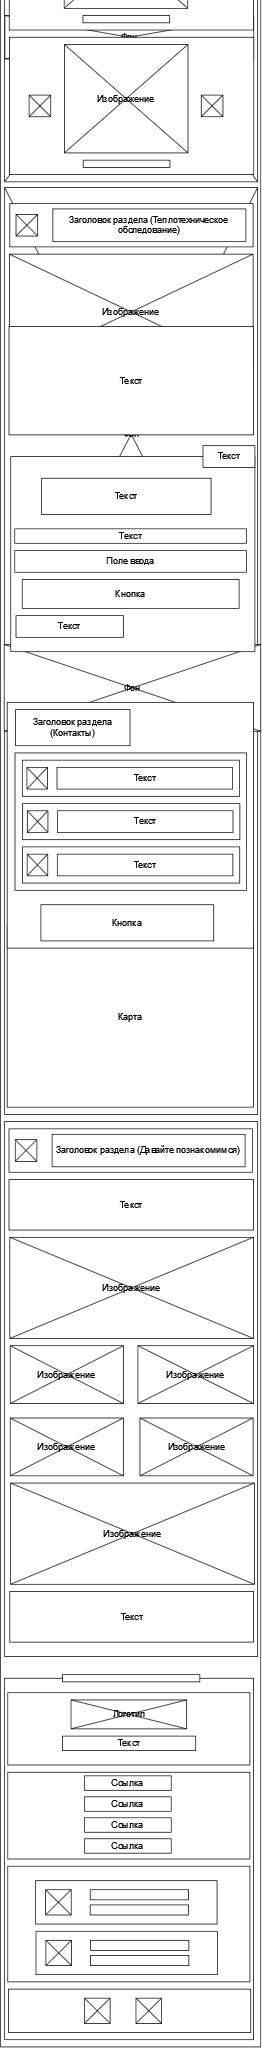 Фон
Изображение
Заголовок раздела (Теплотехническое
обследование)
Изображение
Текст
Текст
Текст
Текст
Поле ввода
Кнопка
Текст
Фон
Заголовок раздела
(Контакты)
Текст
Текст
Текст
Кнопка
Карта
Заголовок раздела (Давайте познакомимся)
Текст
Изображение
Изображение
Изображение
Изображение
Изображение
Изображение
Текст
Логотип
Текст
Ссылка
Ссылка
Ссылка
Ссылка